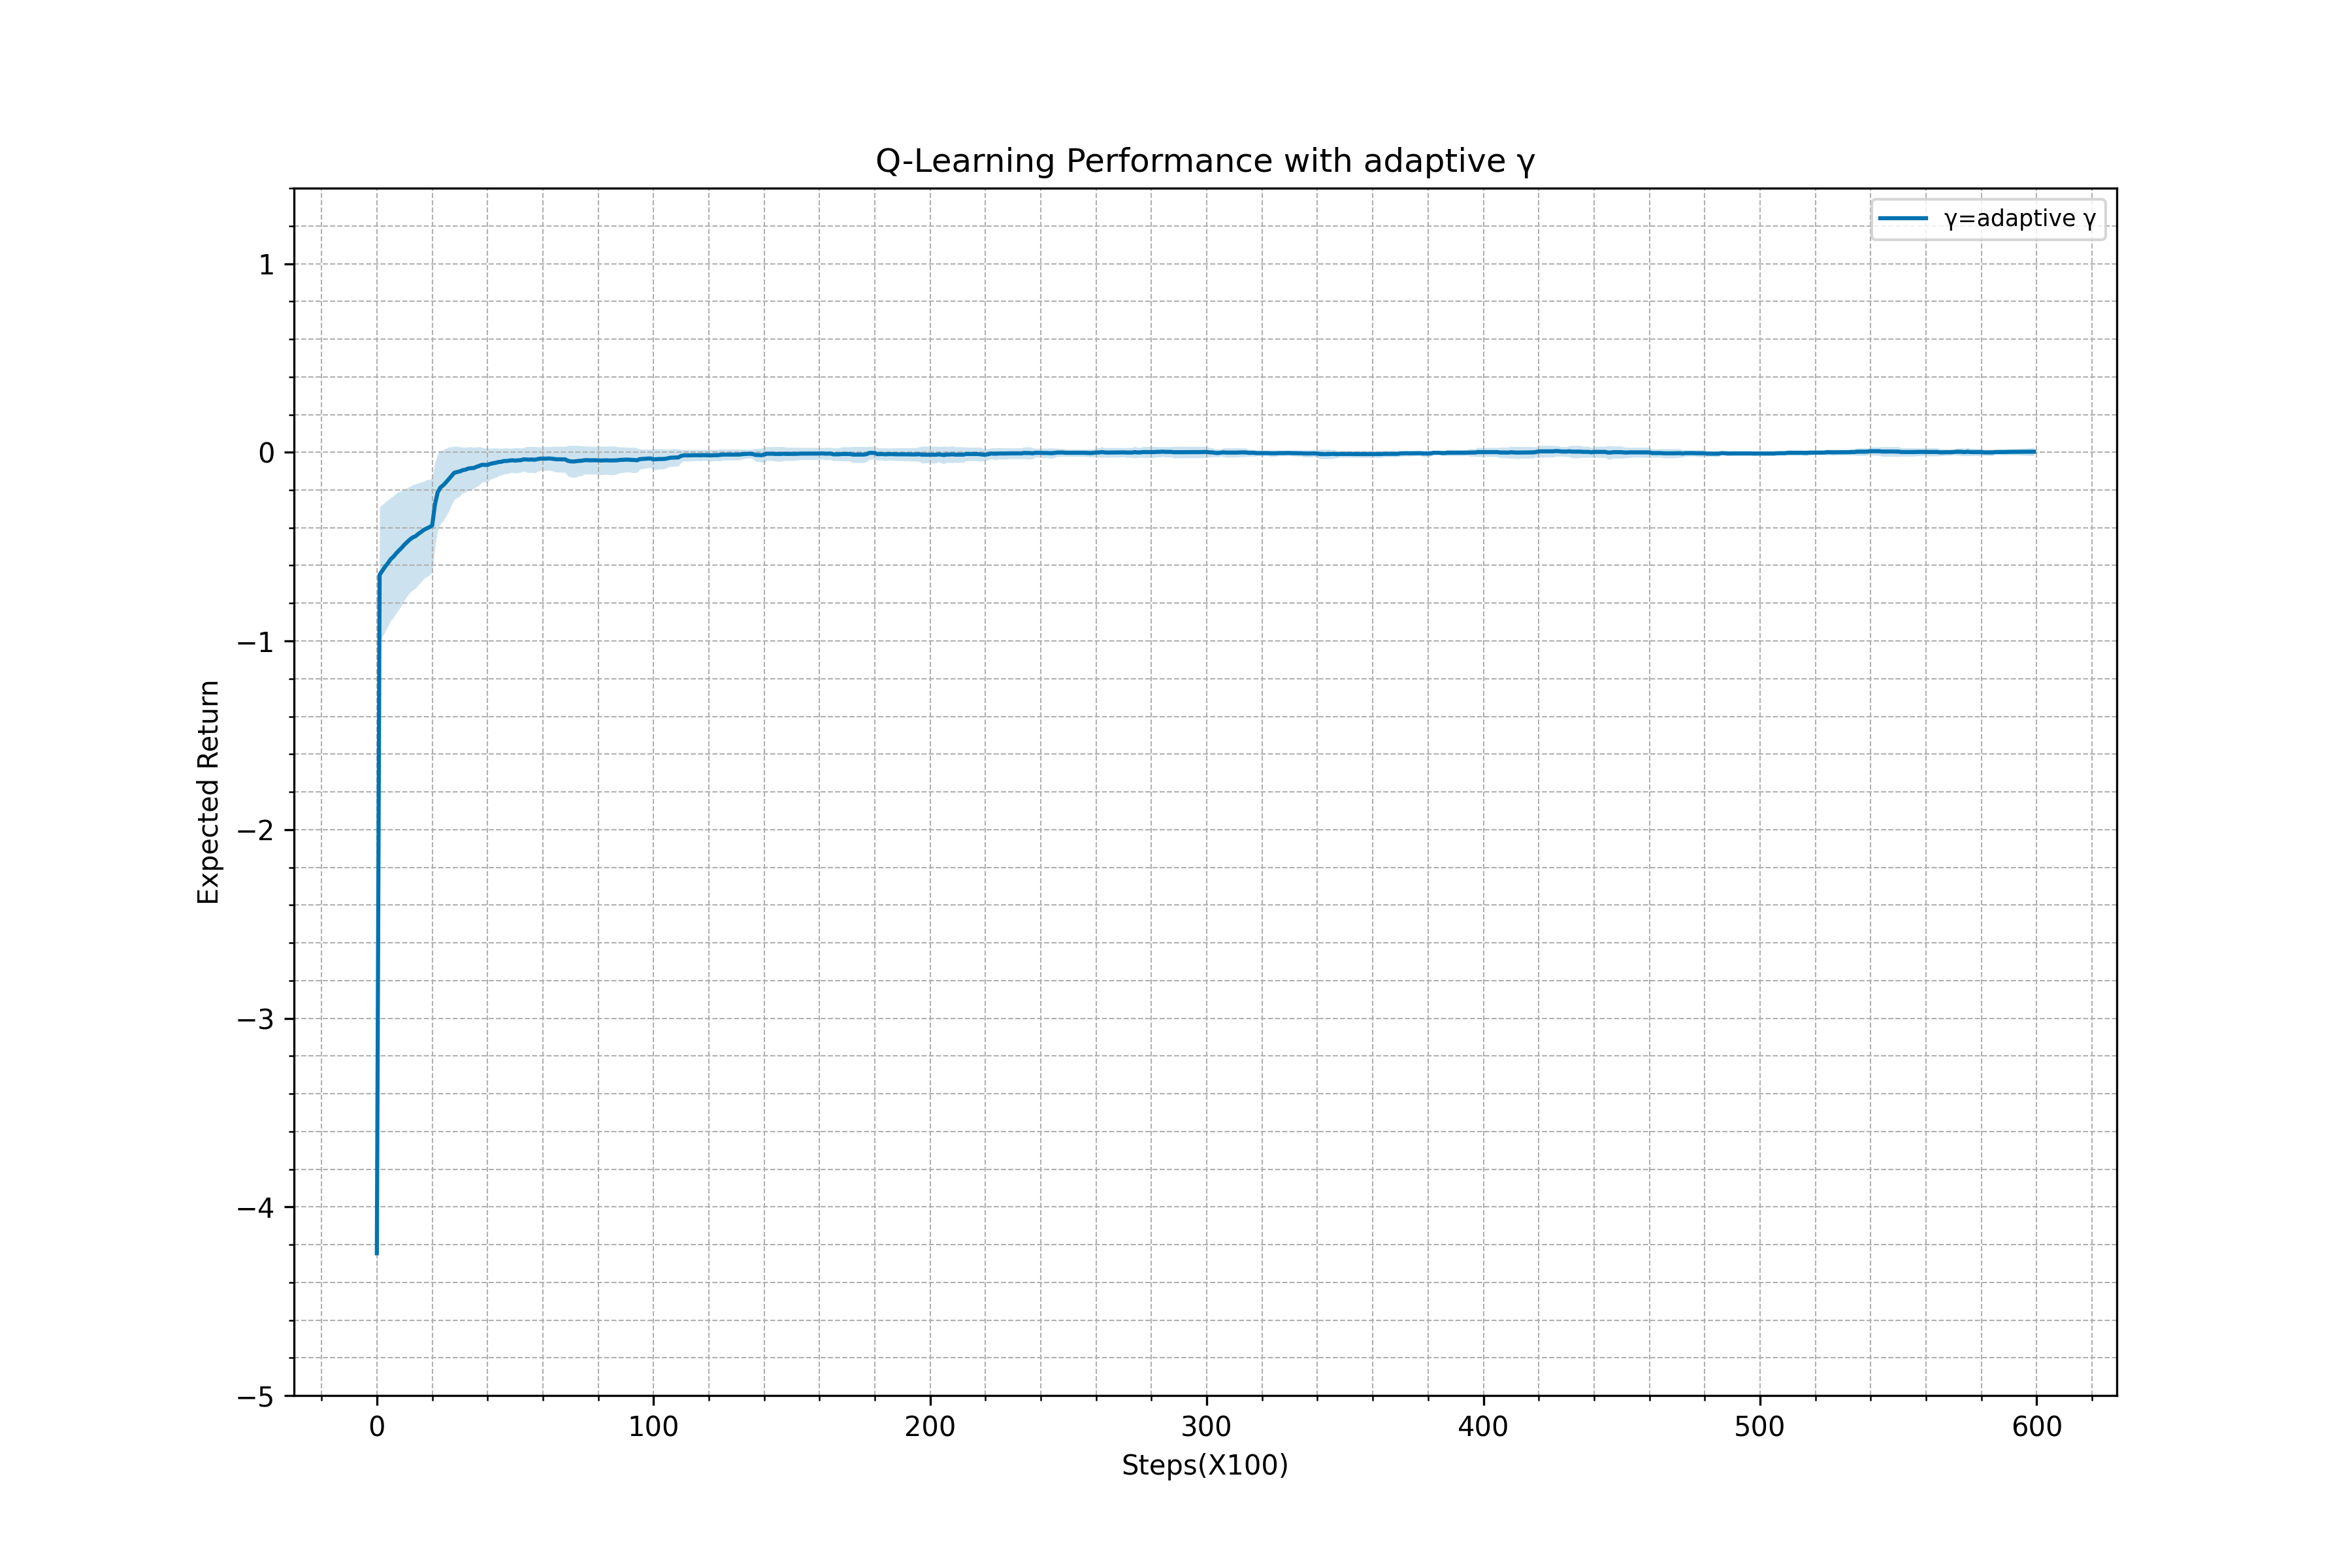 Q-Learning Performance with adaptive γ
γ=adaptive γ
1
0
−1
−2
−3
−4
−5
Expected Return
0 100 200 300 400 500 600
Steps(X100)